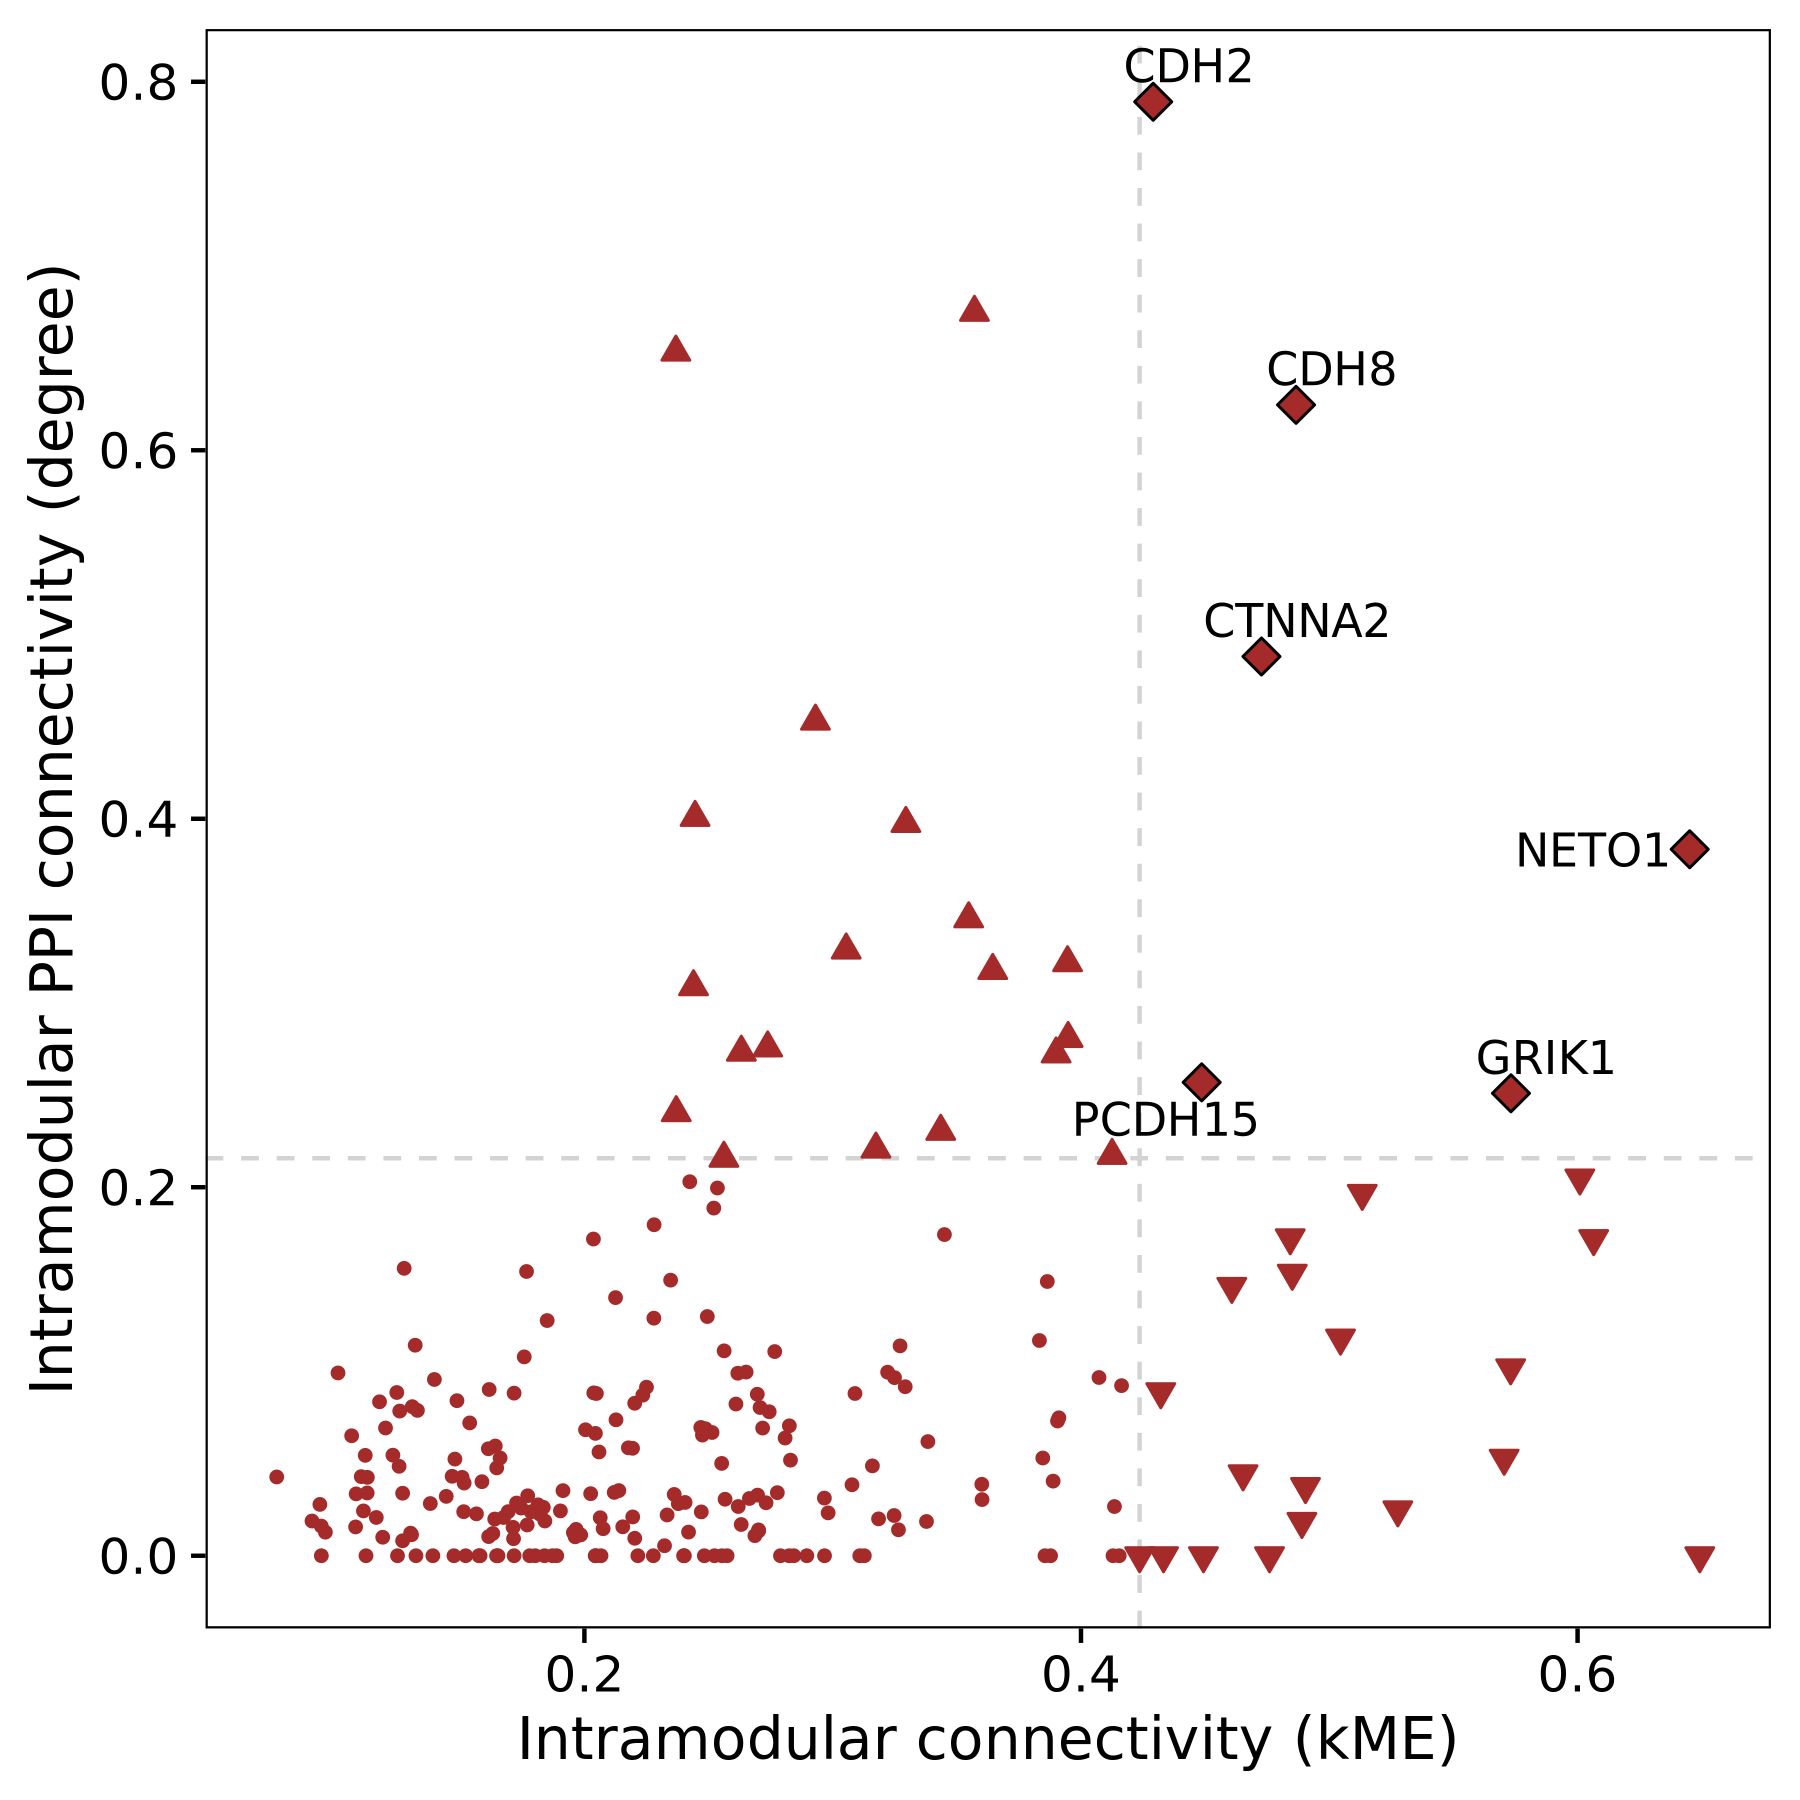 CDH2
0.8
CDH8
0.6
CTNNA2
0.4
NETO1
GRIK1
PCDH15
0.2
0.0
0.2 0.4 0.6
Intramodular connectivity (kME)
Intramodular PPI connectivity (degree)